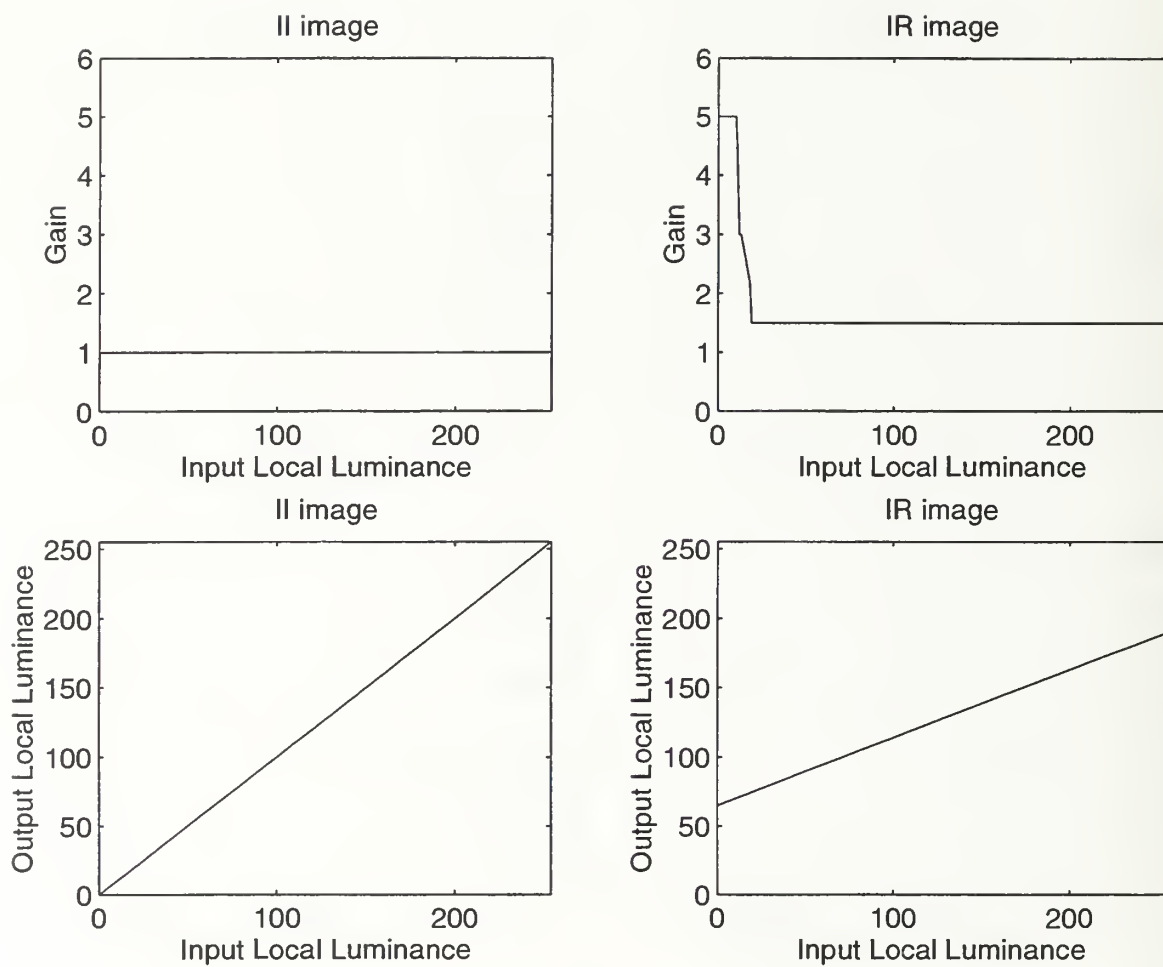 II image
6
5
4
3
2
1
0
Gain
0 100 200
Input Local Luminance
IR image
6
5
4
3
2
1
0
Gain
0 100 200
Input Local Luminance
II image
250
200
150
100
50
0
Output Local Luminance
0 100 200
Input Local Luminance
IR image
250
200
150
100
50
0
Output Local Luminance
0 100 200
Input Local Luminance